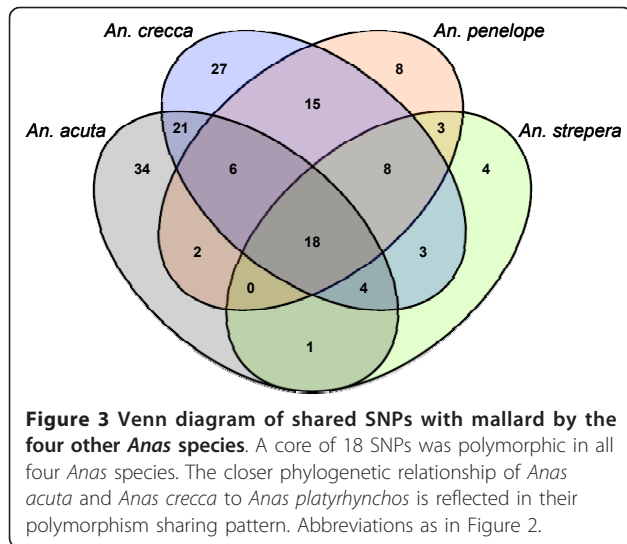 An. crecca
An. penelope
27
8
15
An. acuta
21
3
An. strepera
34
6
8
4
18
2
3
0
4
1
Figure 3 Venn diagram of shared SNPs with mallard by the
four other Anas species. A core of 18 SNPs was polymorphic in all
four Anas species. The closer phylogenetic relationship of Anas
acuta and Anas crecca to Anas platyrhynchos is reflected in their
polymorphism sharing pattern. Abbreviations as in Figure 2.